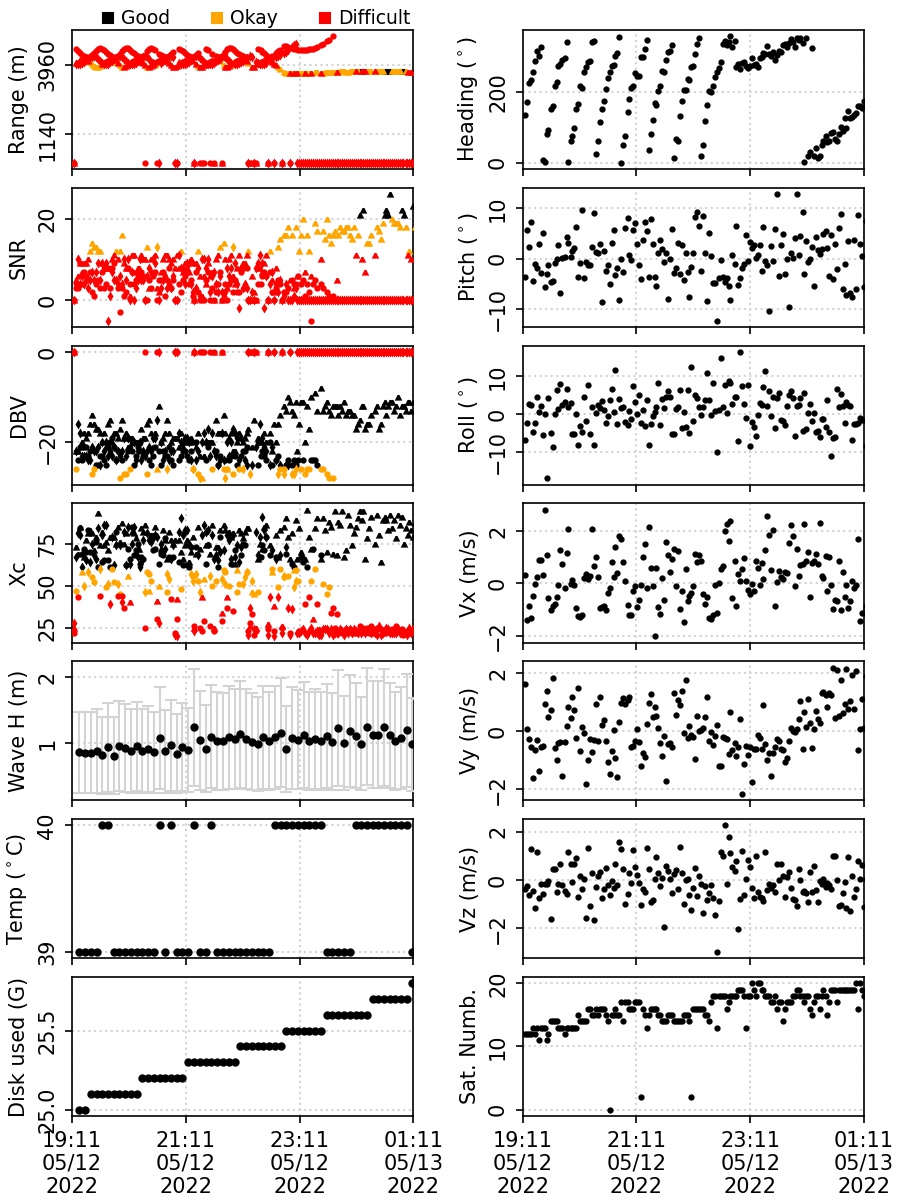 Good Okay Difficult
Range (m)
3960
1140
Heading (°)
200
0
SNR
20
0
Pitch (°)
10
0
−10
DBV
0
−20
Roll (°)
10
0
−10
Xc
75
50
25
Vx (m/s)
2
0
−2
Wave H (m)
2
1
Vy (m/s)
2
0
−2
Temp (°C)
40
39
Vz (m/s)
2
0
−2
Disk used (G)
25.5
25.0
Sat. Numb.
20
10
0
19:11 21:11 23:11 01:11
05/12 05/12 05/12 05/13
2022 2022 2022 2022
19:11 21:11 23:11 01:11
05/12 05/12 05/12 05/13
2022 2022 2022 2022